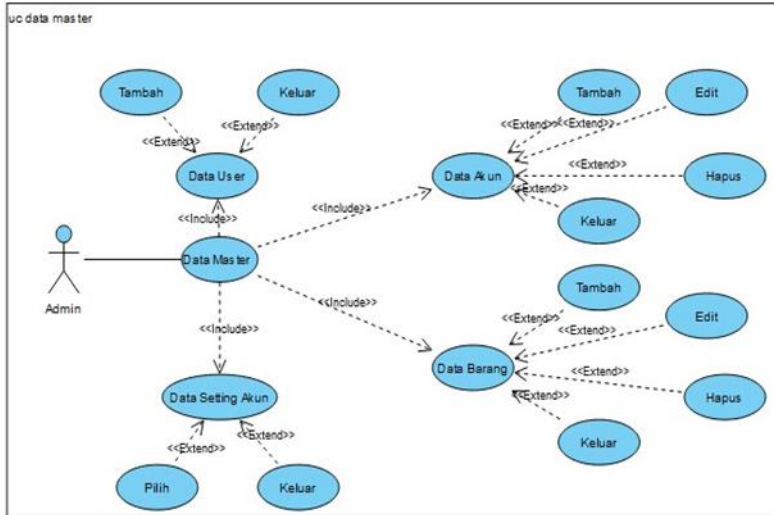 uc data master
Tambah
Keluar
<<Extend>>
<<Extend>>
Data User
<<Include>>
Data Master
Admin
<<Include>>
<<Include>>
<<Include>>
Data Setting Akun
<<Extend>>
<<Extend>>
Pilih
Keluar
Tambah
Edit
<<Extend>>
<<Extend>>
<<Extend>>
Hapus
Data Akun
<<Extend>>
Keluar
Tambah
<<Extend>>
Edit
<<Extend>>
Data Barang
<<Extend>>
Hapus
<<Extend>>
Keluar